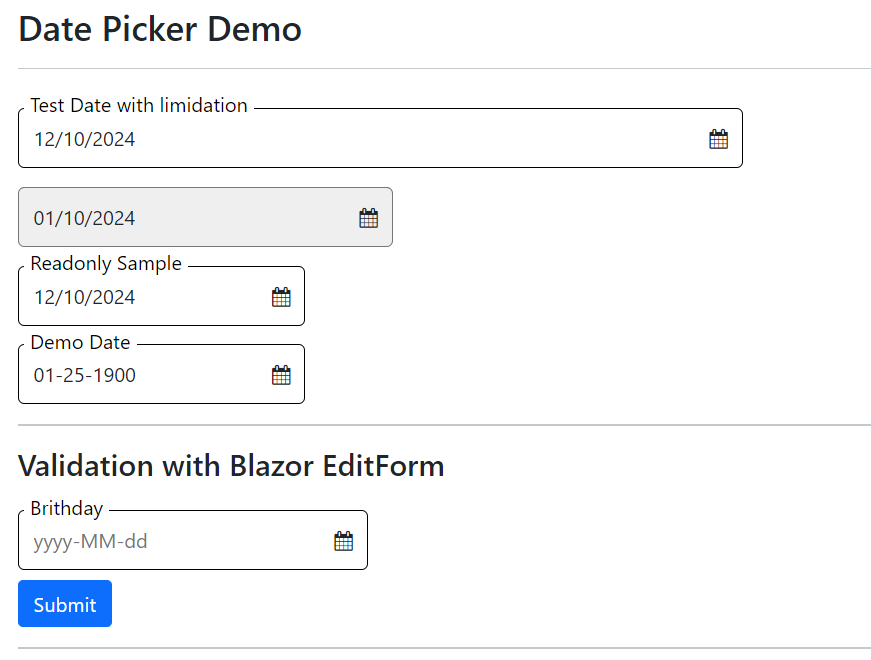 Date Picker Demo
Test Date with limidation
12/10/2024
01/10/2024
Readonly Sample
12/10/2024
Demo Date
01-25-1900
Validation with Blazor EditForm
Brithday
yyyy-MM-dd
Submit